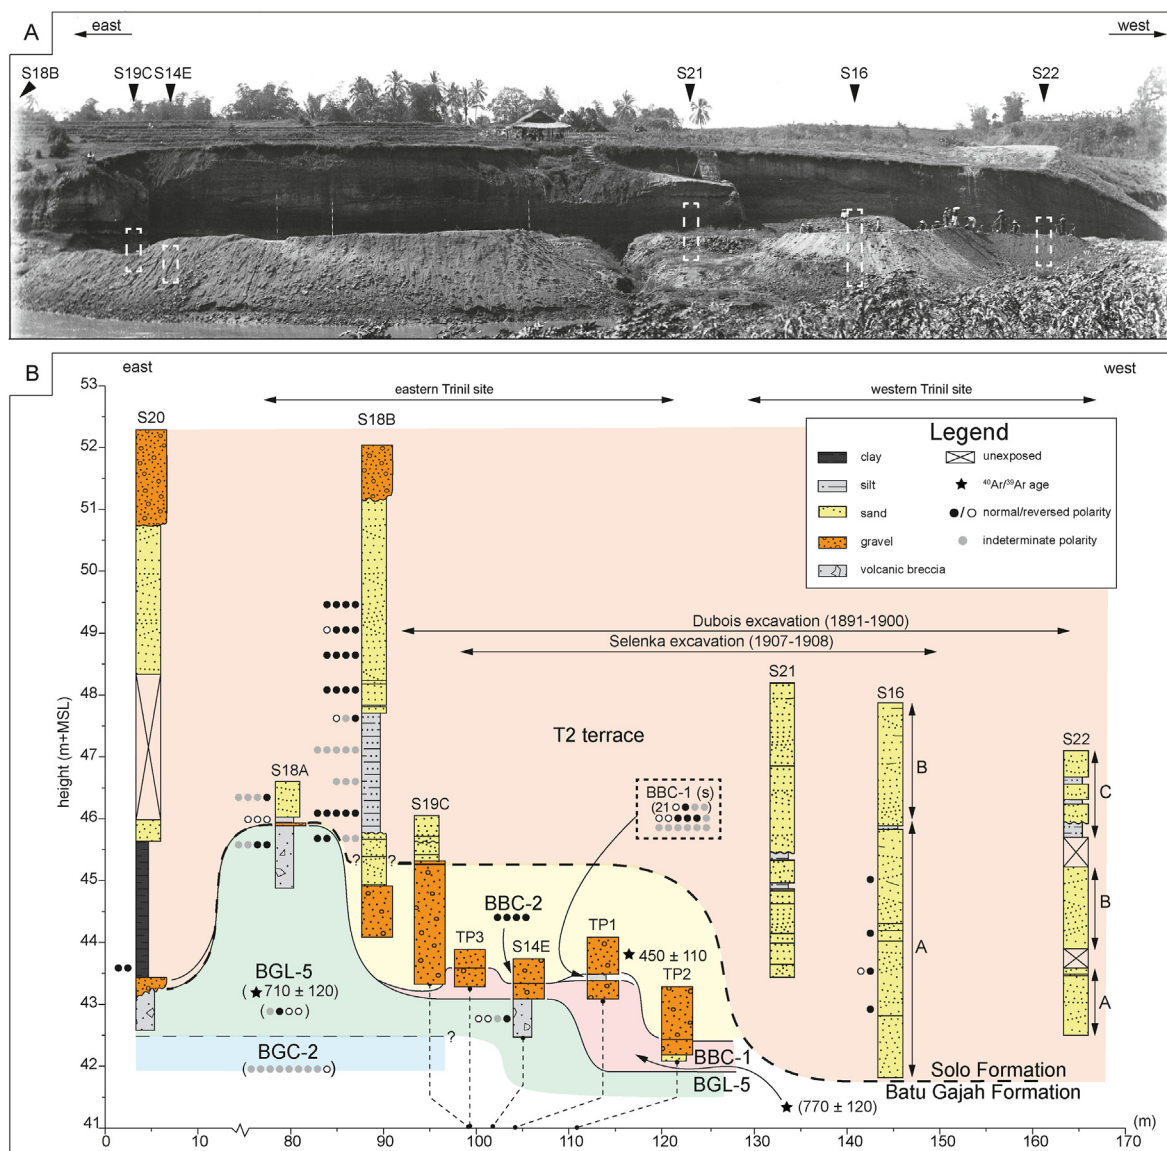 A
east
west
S18B
S19C
S14E
S21
S16
S22
B
east
west
eastern Trinil site
western Trinil site
height (m+MSL)
53
52
51
50
49
48
47
46
45
44
43
42
41
S20
S18B
Legend
clay
silt
sand
gravel
volcanic breccia
unexposed
⁴⁰Ar/³⁹Ar age
/
normal/reversed polarity
indeterminate polarity
Dubois excavation (1891-1900)
Selenka excavation (1907-1908)
S21
S16
S22
T2 terrace
S18A
S19C
BBC-1 (s)
(21
)
B
C
? ?
BBC-2
TP3
S14E
TP1
TP2
450 ± 110
A
B
A
BGL-5
(★710 ± 120)
( )
?
BGC-2
( )
BBC-1
BGL-5
(770 ± 120)
Solo Formation
Batu Gajah Formation
0 10 80 90 100 110 120 130 140 150 160 170
(m)